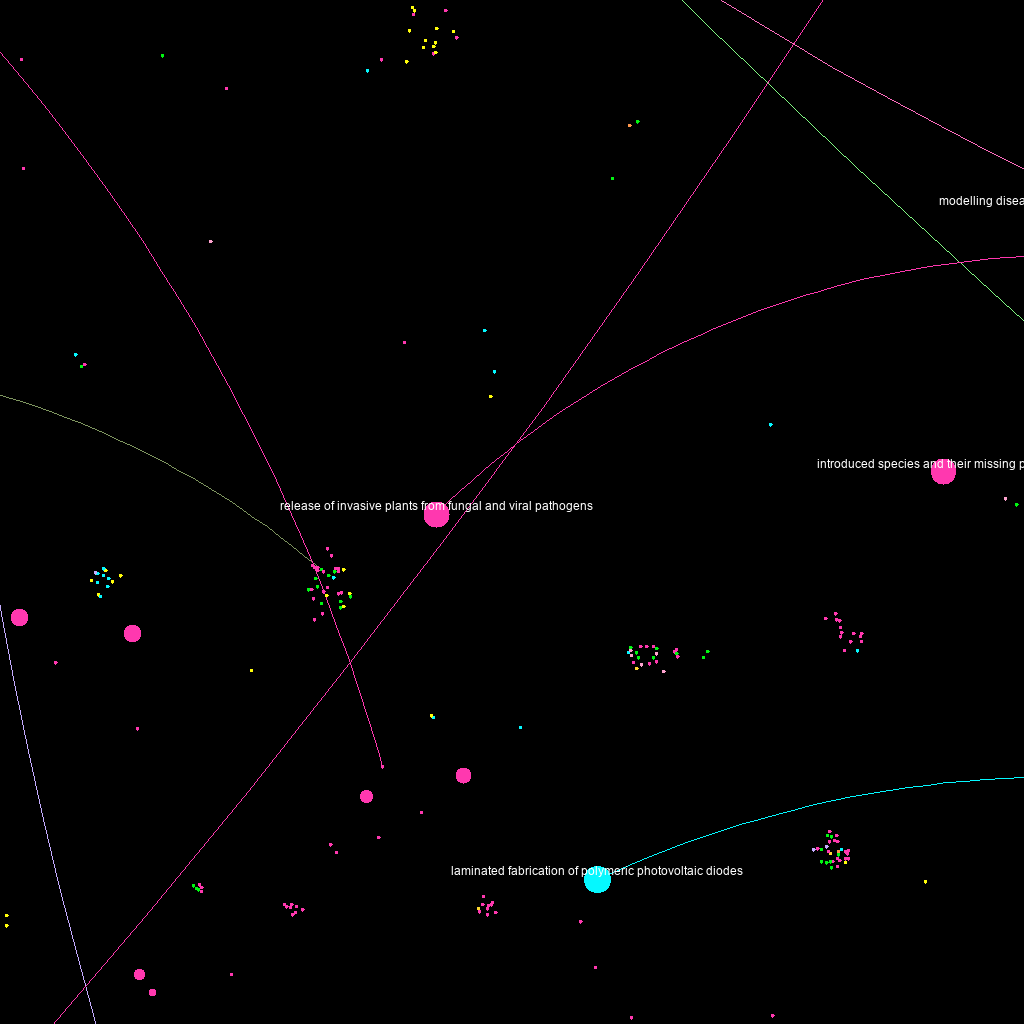 modelling
introduced species and their missing
release of invasive plants from fungal and viral pathogens
laminated fabrication of polymeric photovoltaic diodes